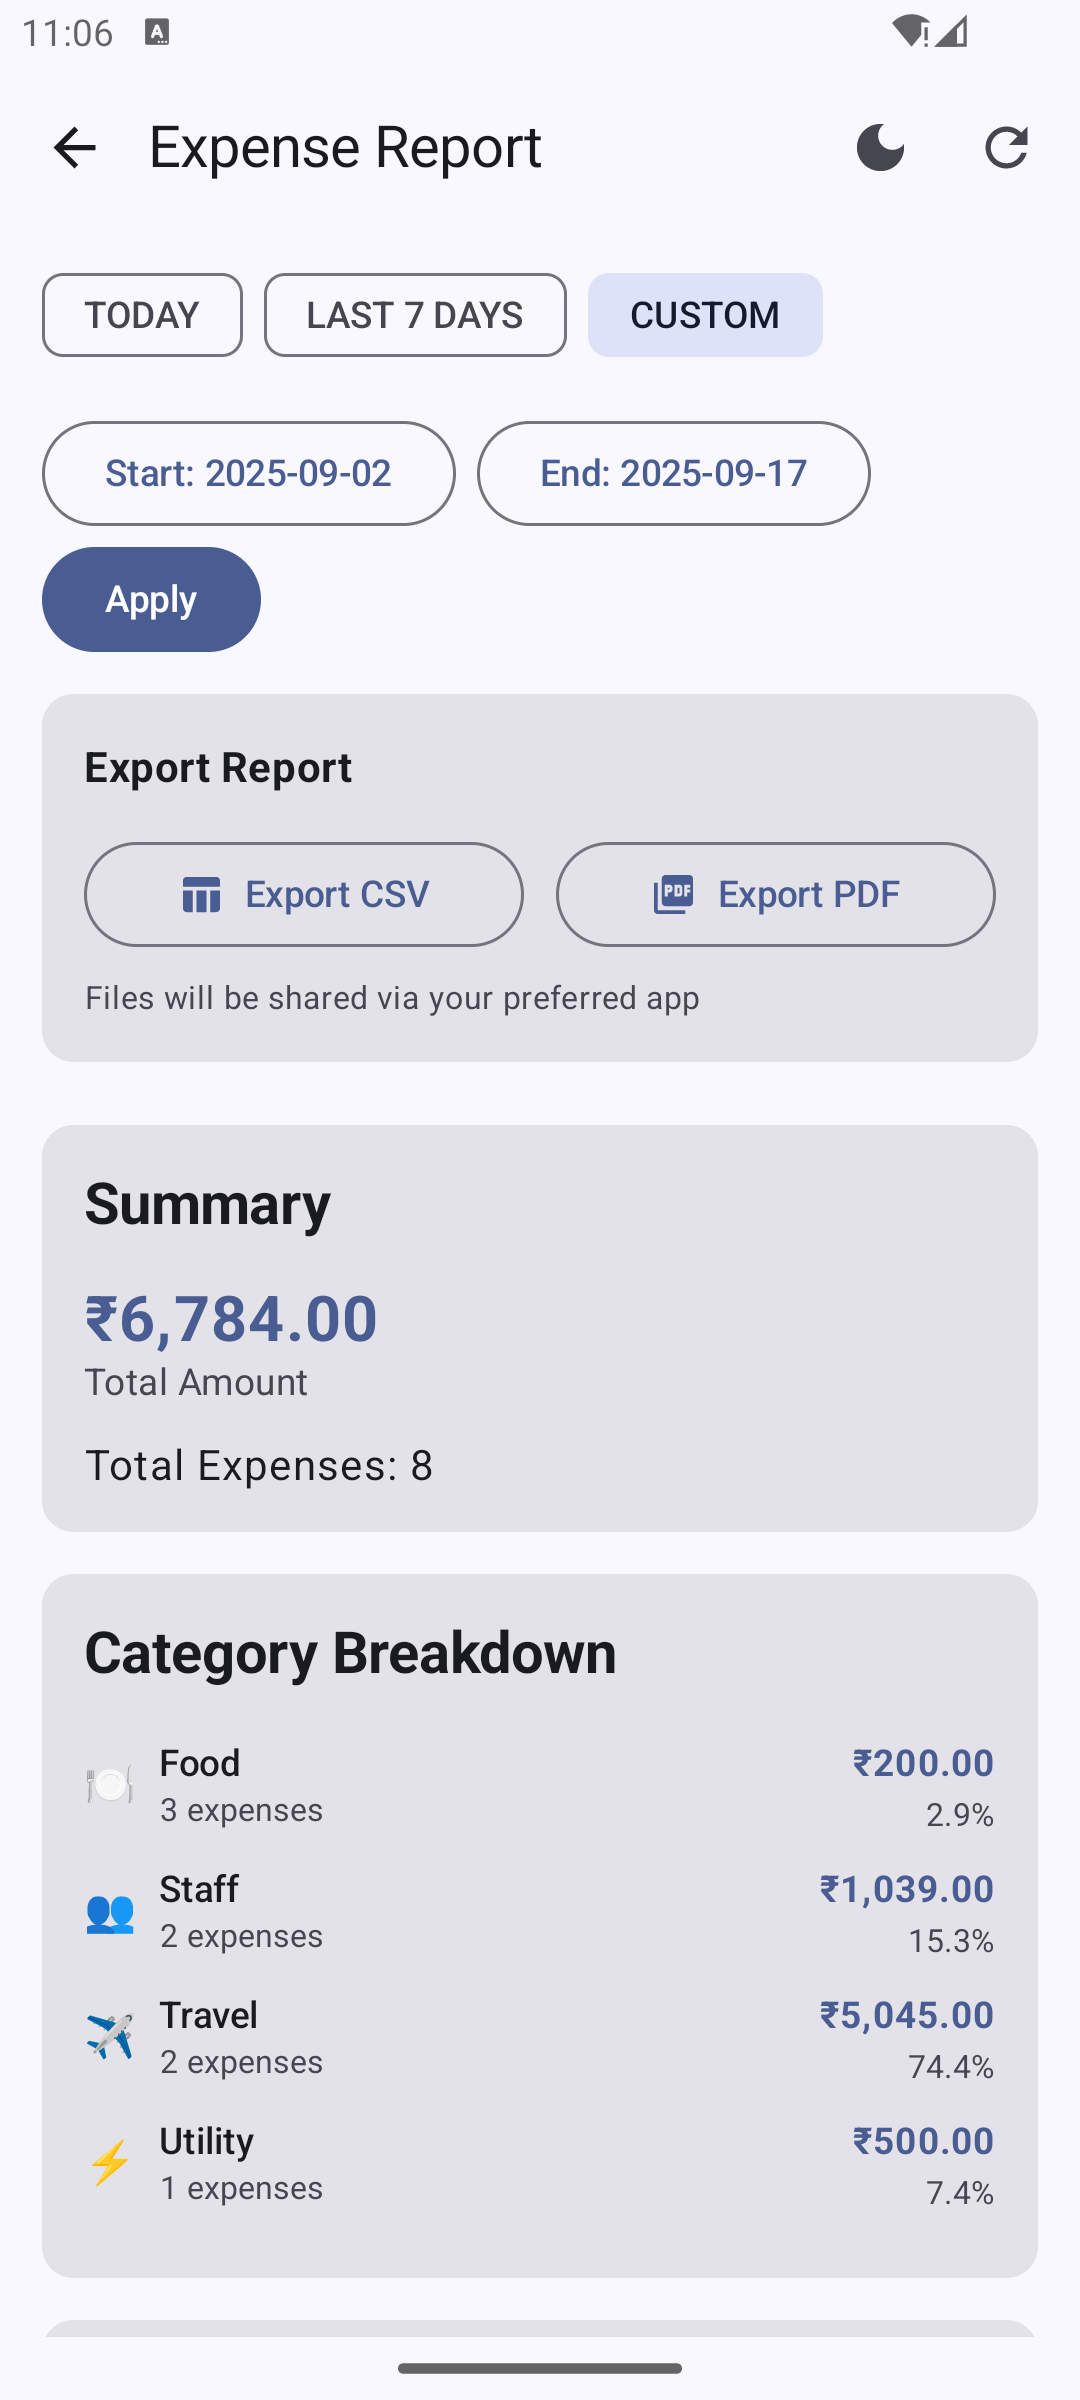 11:06
Expense Report
TODAY
LAST 7 DAYS
CUSTOM
Start: 2025-09-02
End: 2025-09-17
Apply
Export Report
Export CSV
PDF
Export PDF
Files will be shared via your preferred app
Summary
₹6,784.00
Total Amount
Total Expenses: 8
Category Breakdown
Food
₹200.00
3 expenses
2.9%
Staff
₹1,039.00
2 expenses
15.3%
Travel
₹5,045.00
2 expenses
74.4%
Utility
₹500.00
1 expenses
7.4%